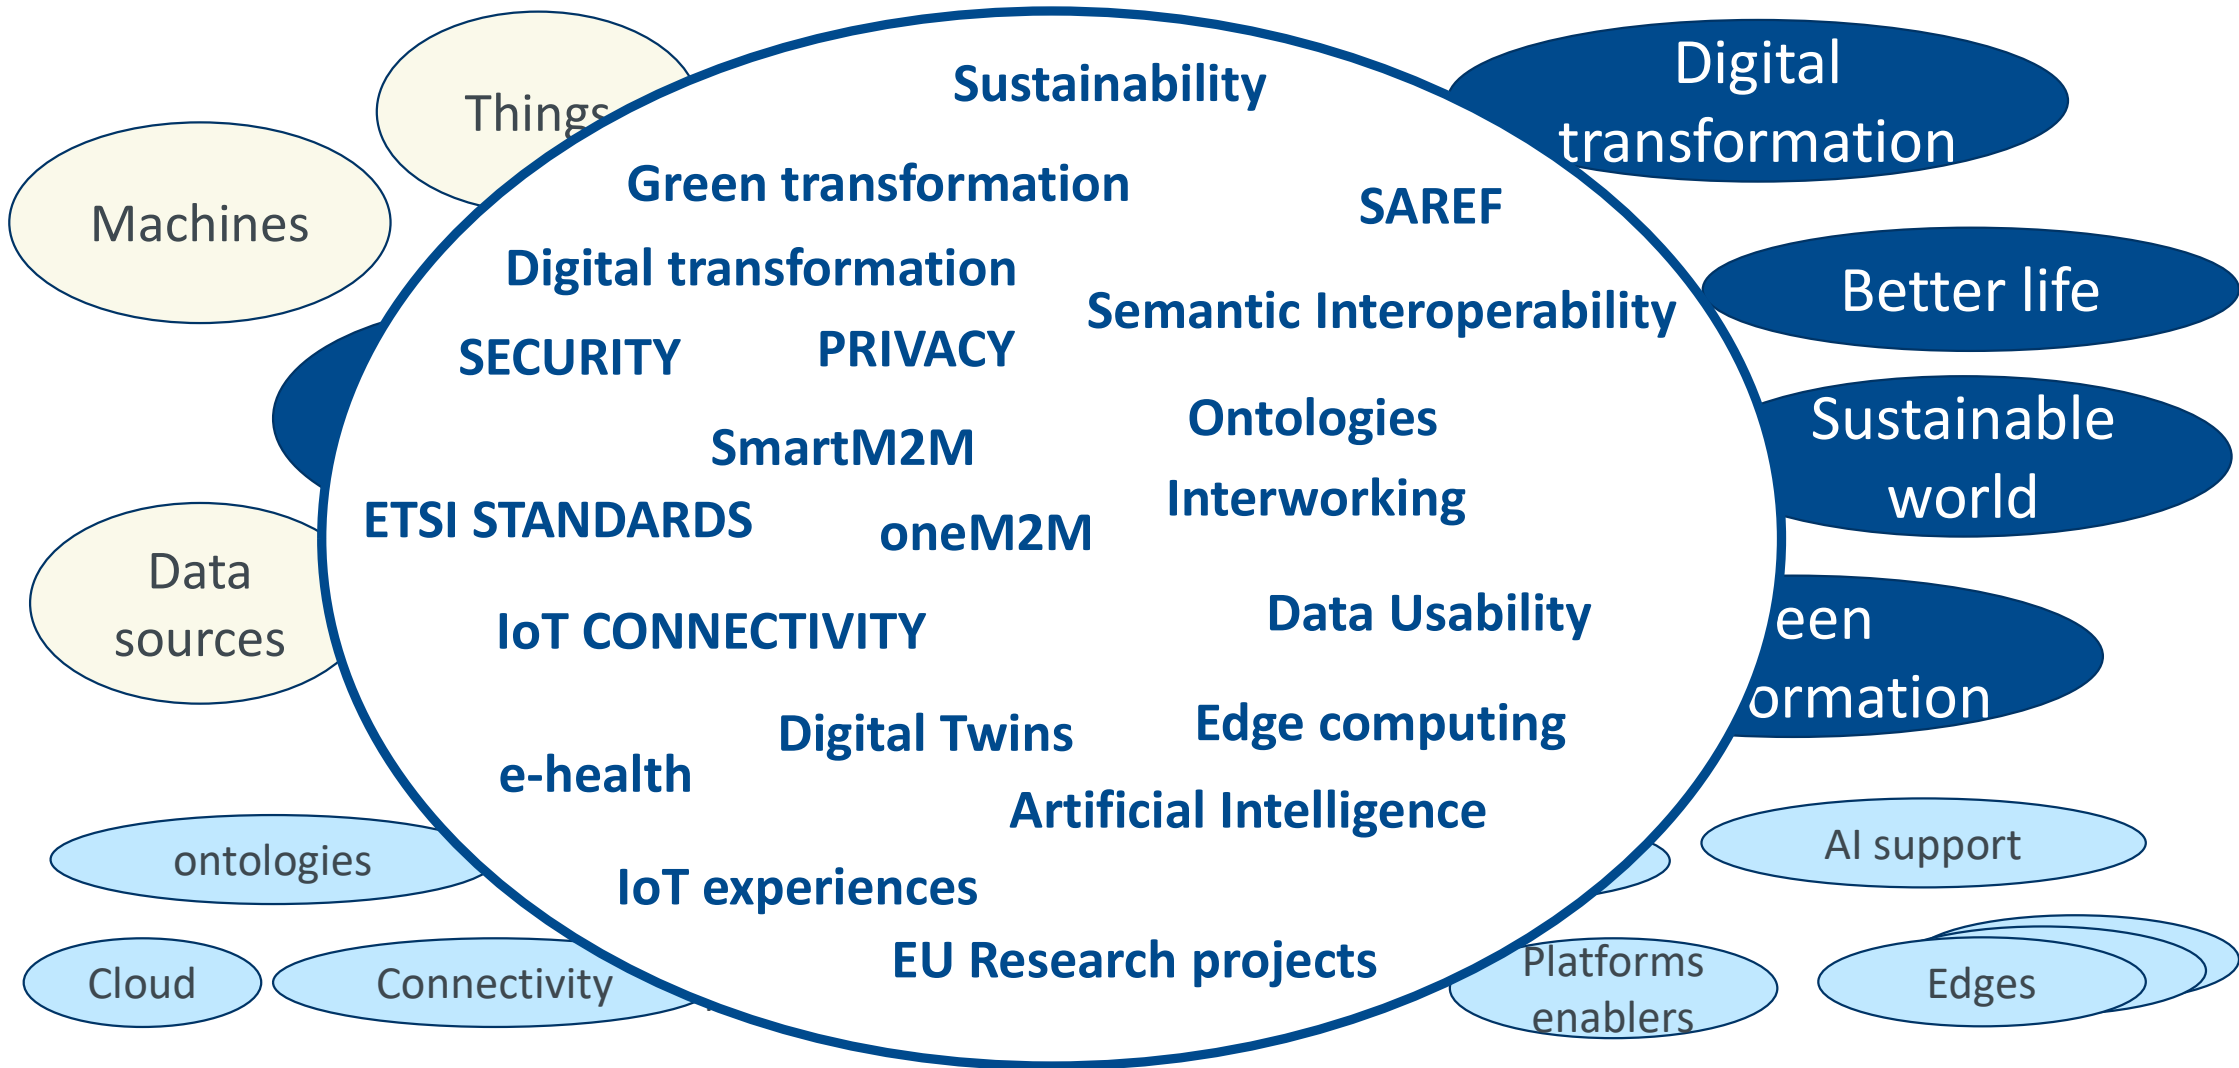 Things
Machines
Data
sources
ontologies
Cloud
Connectivity
Sustainability
Green transformation
SAREF
Digital transformation
Semantic Interoperability
SECURITY
PRIVACY
Ontologies
SmartM2M
Interworking
ETSI STANDARDS
oneM2M
Data Usability
IoT CONNECTIVITY
Edge computing
Digital Twins
e-health
Artificial Intelligence
IoT experiences
EU Research projects
Digital
transformation
Better life
Sustainable
world
een
ormation
AI support
Platforms
enablers
Edges